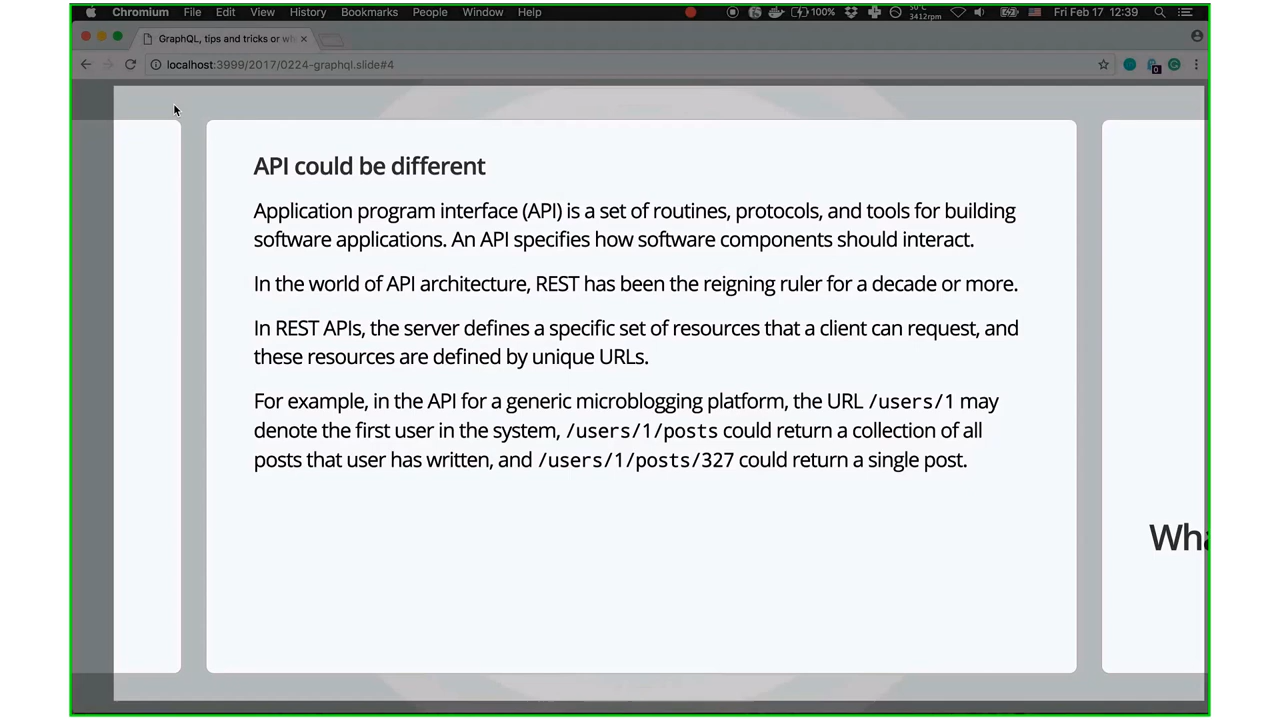 Chromium File Edit View History Bookmarks People Window Help 100% 50°C 3412rpm Fri Feb 17 12:39
GraphQL, tips and tricks or wh
localhost:3999/2017/0224-graphql.slide#4
API could be different
Application program interface (API) is a set of routines, protocols, and tools for building
software applications. An API specifies how software components should interact.
In the world of API architecture, REST has been the reigning ruler for a decade or more.
In REST APIs, the server defines a specific set of resources that a client can request, and
these resources are defined by unique URLs.
For example, in the API for a generic microblogging platform, the URL /users/1 may
denote the first user in the system, /users/1/posts could return a collection of all
posts that user has written, and /users/1/posts/327 could return a single post.
Wha